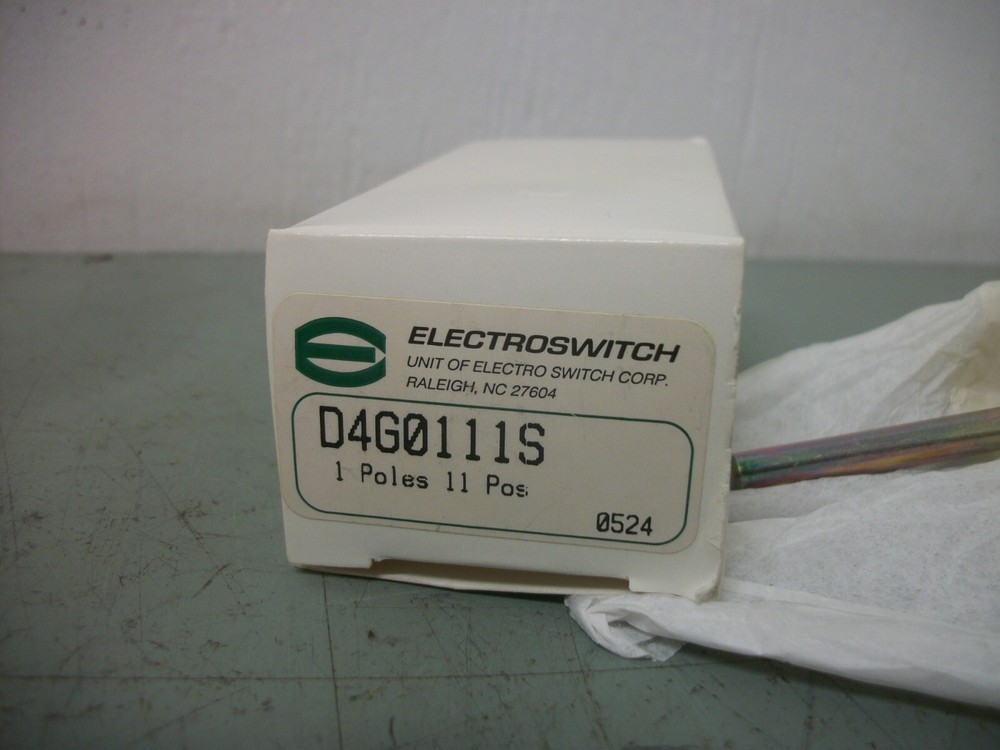 ELECTROSWITCH
UNIT OF ELECTRO SWITCH CORP.
RALEIGH, NC 27604
D4G0111S
1 Poles 11 Pos
0524